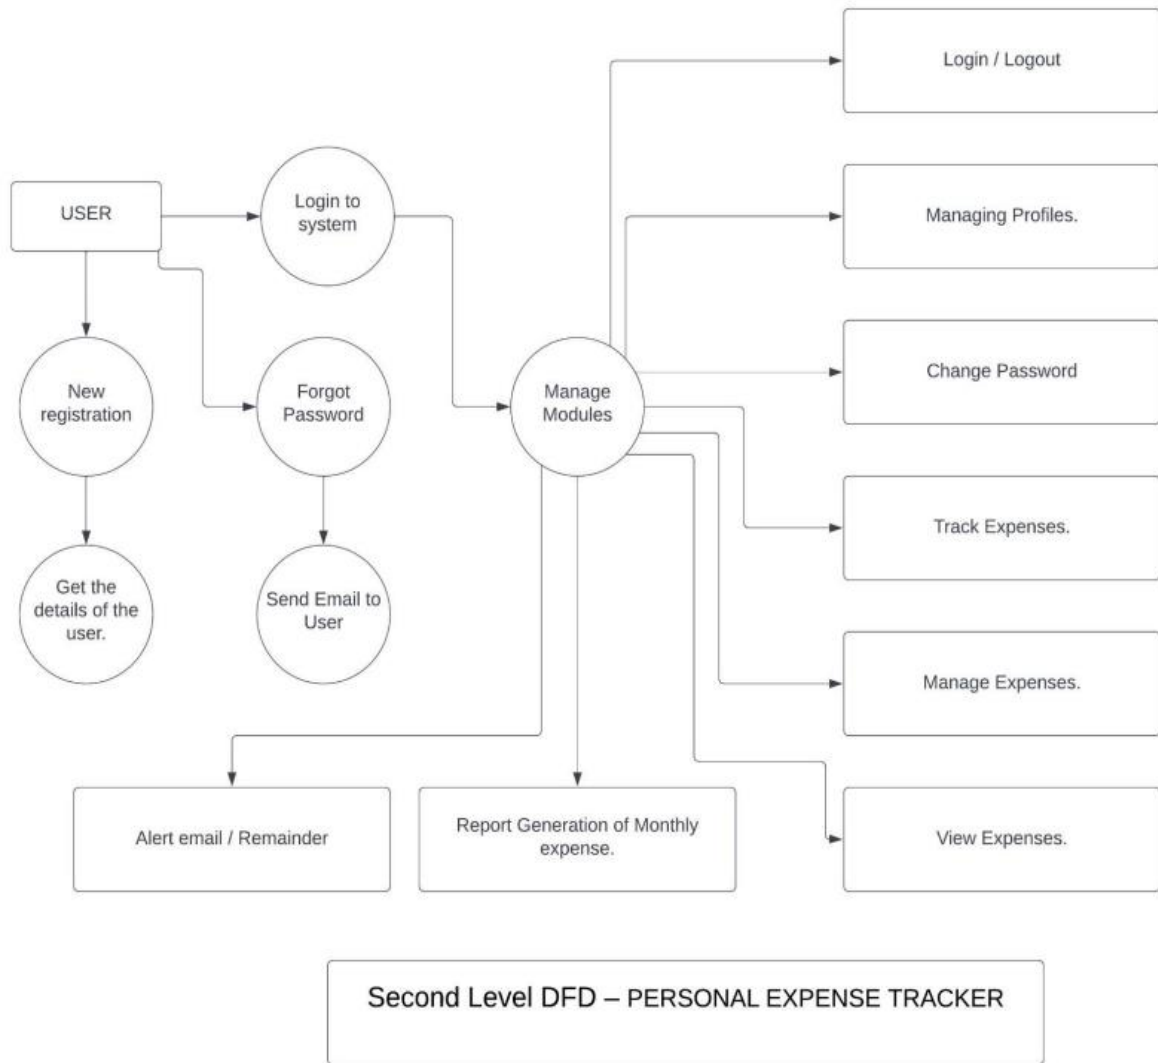 Login / Logout
USER
Login to
system
Managing Profiles.
New
registration
Forgot
Password
Manage
Modules
Change Password
Track Expenses.
Get the
details of the
user.
Send Email to
User
Manage Expenses.
Alert email / Remainder
Report Generation of Monthly
expense.
View Expenses.
Second Level DFD – PERSONAL EXPENSE TRACKER